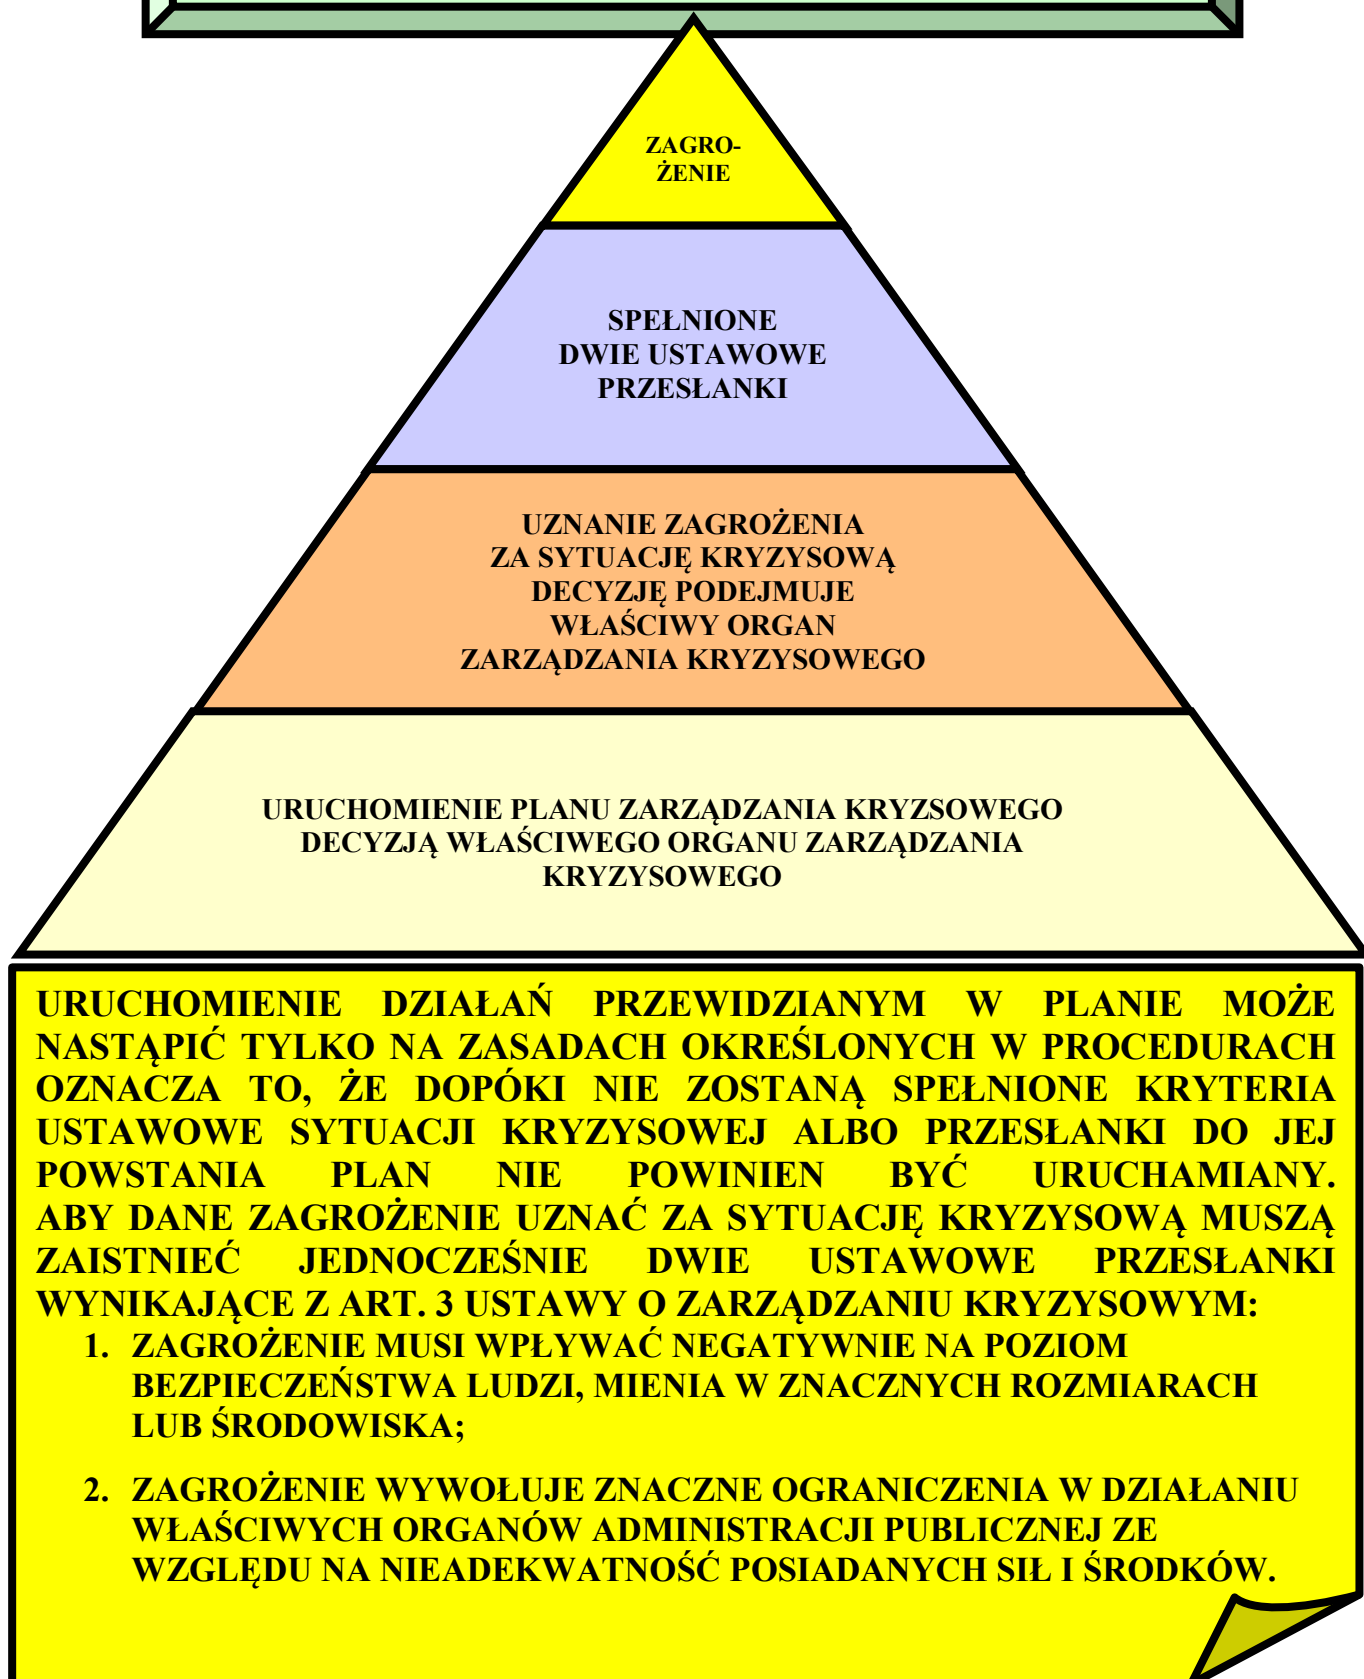 ZAGRO-
ŻENIE
SPEŁNIONE
DWIE USTAWOWE
PRZESŁANKI
UZNANIE ZAGROŻENIA
ZA SYTUACJĘ KRYZYSOWĄ
DECYZJĘ PODEJMUJE
WŁAŚCIWY ORGAN
ZARZĄDZANIA KRYZYSOWEGO
URUCHOMIENIE PLANU ZARZĄDZANIA KRYZSOWEGO
DECYZJĄ WŁAŚCIWEGO ORGANU ZARZĄDZANIA
KRYZYSOWEGO
URUCHOMIENIE DZIAŁAŃ PRZEWIDZIANYM W PLANIE MOŻE
NASTĄPIĆ TYLKO NA ZASADACH OKREŚLONYCH W PROCEDURACH
OZNACZA TO, ŻE DOPÓKI NIE ZOSTANĄ SPEŁNIONE KRYTERIA
USTAWOWE SYTUACJI KRYZYSOWEJ ALBO PRZESŁANKI DO JEJ
POWSTANIA PLAN NIE POWINIEN BYĆ URUCHAMIANY.
ABY DANE ZAGROŻENIE UZNAĆ ZA SYTUACJĘ KRYZYSOWĄ MUSZĄ
ZAISTNIEĆ JEDNOCZEŚNIE DWIE USTAWOWE PRZESŁANKI
WYNIKAJĄCE Z ART. 3 USTAWY O ZARZĄDZANIU KRYZYSOWYM:
1. ZAGROŻENIE MUSI WPŁYWAĆ NEGATYWNIE NA POZIOM
BEZPIECZEŃSTWA LUDZI, MIENIA W ZNACZNYCH ROZMIARACH
LUB ŚRODOWISKA;
2. ZAGROŻENIE WYWOŁUJE ZNACZNE OGRANICZENIA W DZIAŁANIU
WŁAŚCIWYCH ORGANÓW ADMINISTRACJI PUBLICZNEJ ZE
WZGLĘDU NA NIEADEKWATNOŚĆ POSIADANYCH SIŁ I ŚRODKÓW.